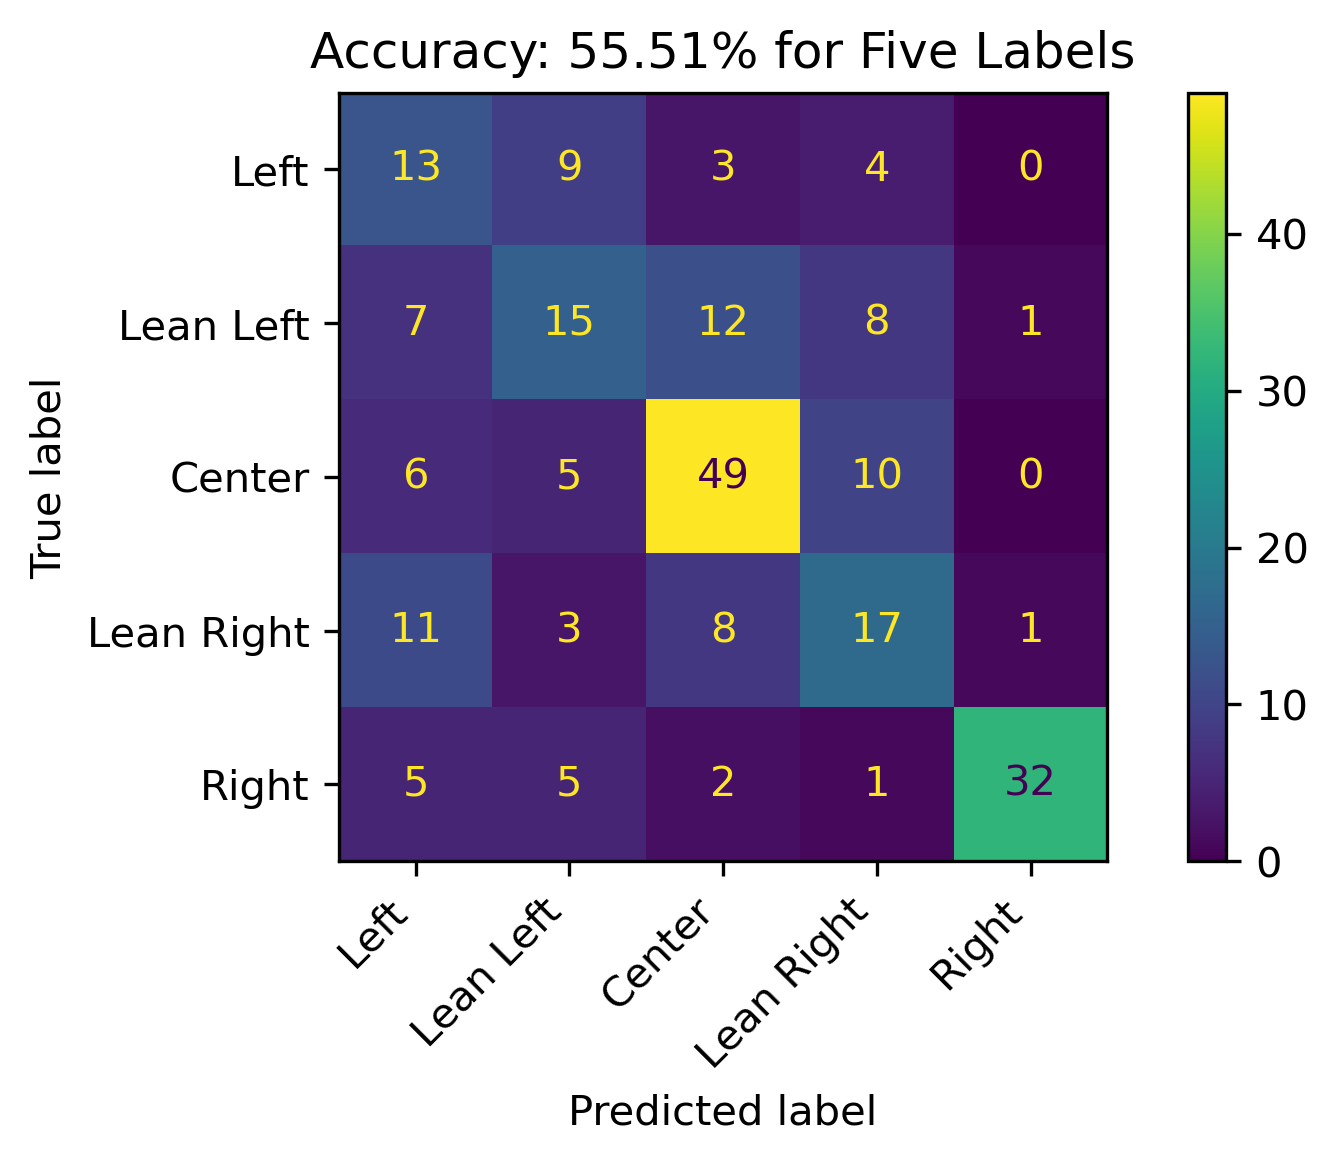 Accuracy: 55.51% for Five Labels
True label
Left 13 9 3 4 0
Lean Left 7 15 12 8 1
Center 6 5 49 10 0
Lean Right 11 3 8 17 1
Right 5 5 2 1 32
Left Lean Left Center Lean Right Right
Predicted label
40
30
20
10
0